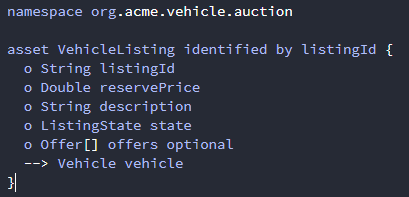 namespace org.acme.vehicle.auction
asset VehicleListing identified by listingId {
o String listingId
o Double reservePrice
o String description
o ListingState state
o Offer[] offers optional
--> Vehicle vehicle
}